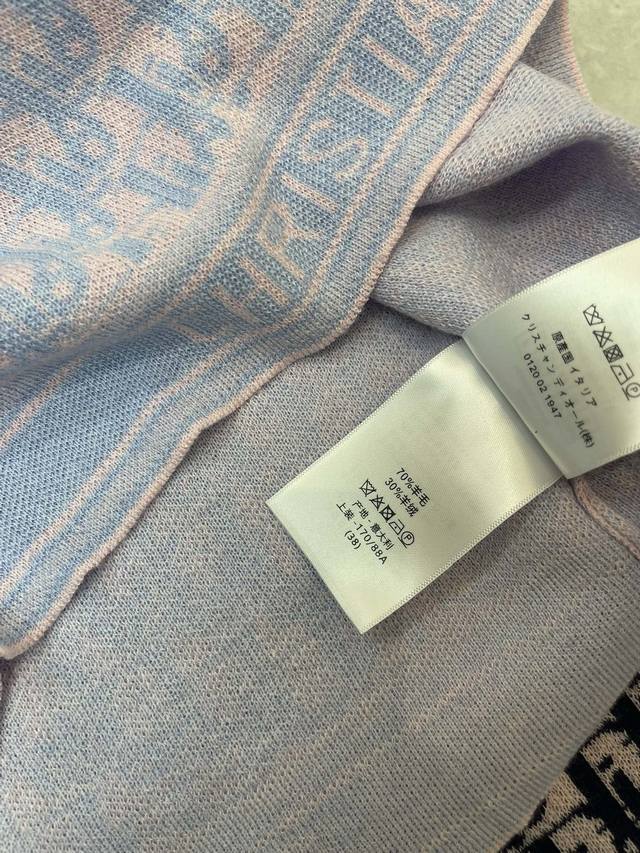 CHRISTIA
原産国 イタリア
クリスチャン ディオール(株)
0120 02 1947
70%羊毛
30%羊绒
产地 -意大利
上装 -170/88A
(38)